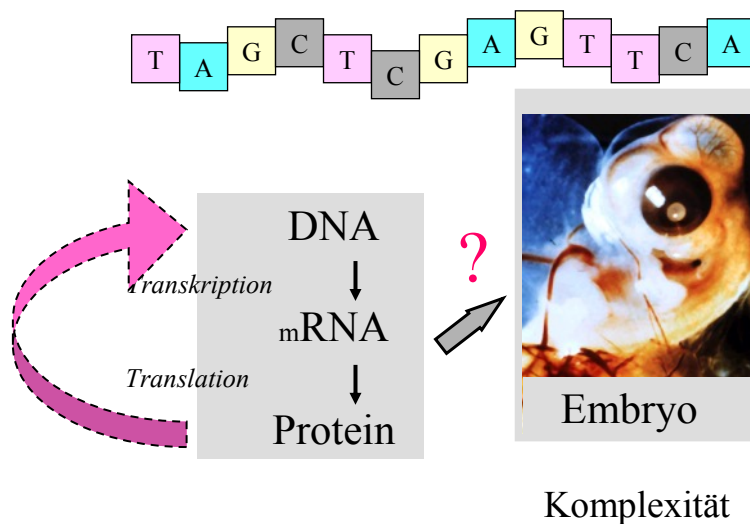 T A G C T C G A G T T C A
DNA
?
Transkription
mRNA
Translation
Protein
Embryo
Komplexität